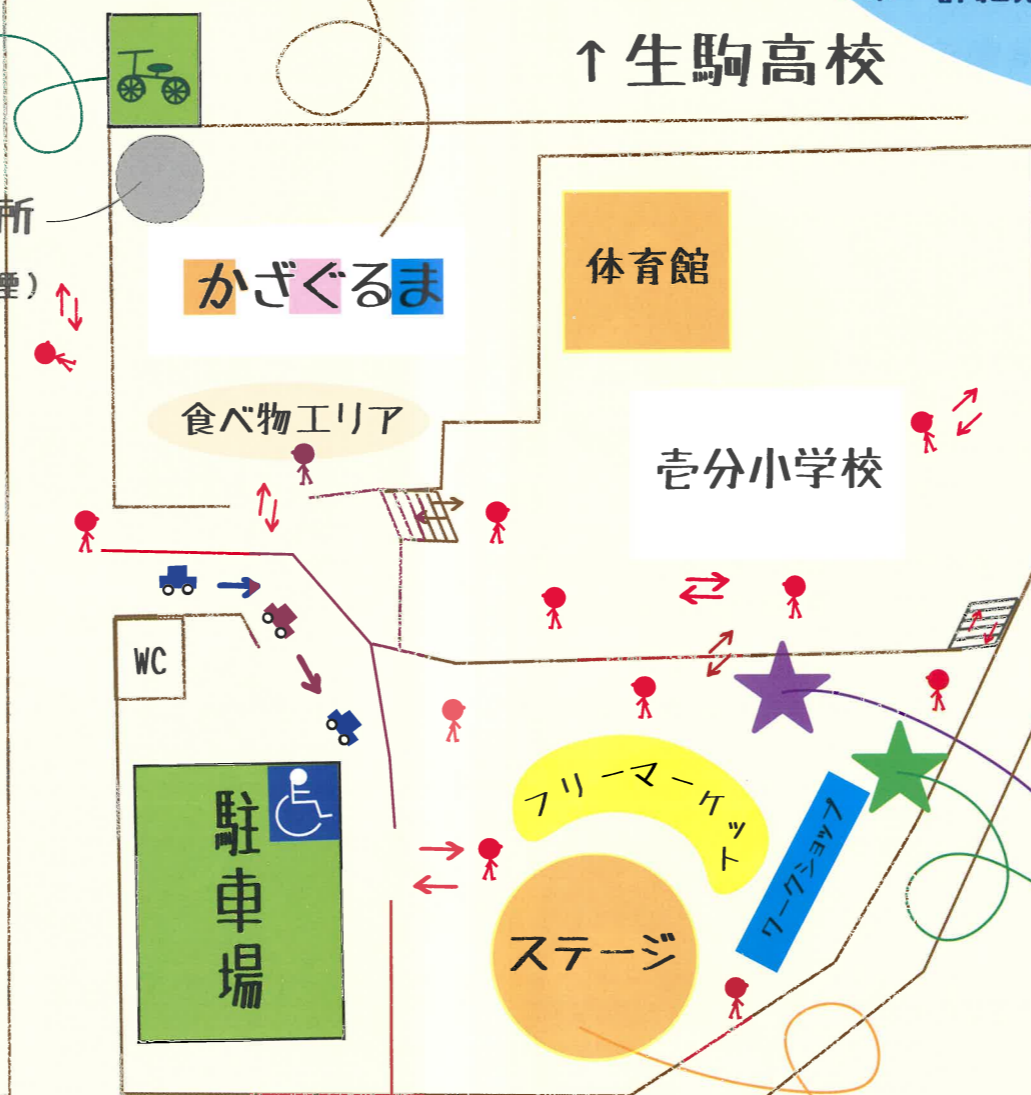 ↑生駒高校
所
かざぐるま
体育館
食べ物エリア
壱分小学校
WC
フリーマーケット
ワークショップ
駐車場
ステージ